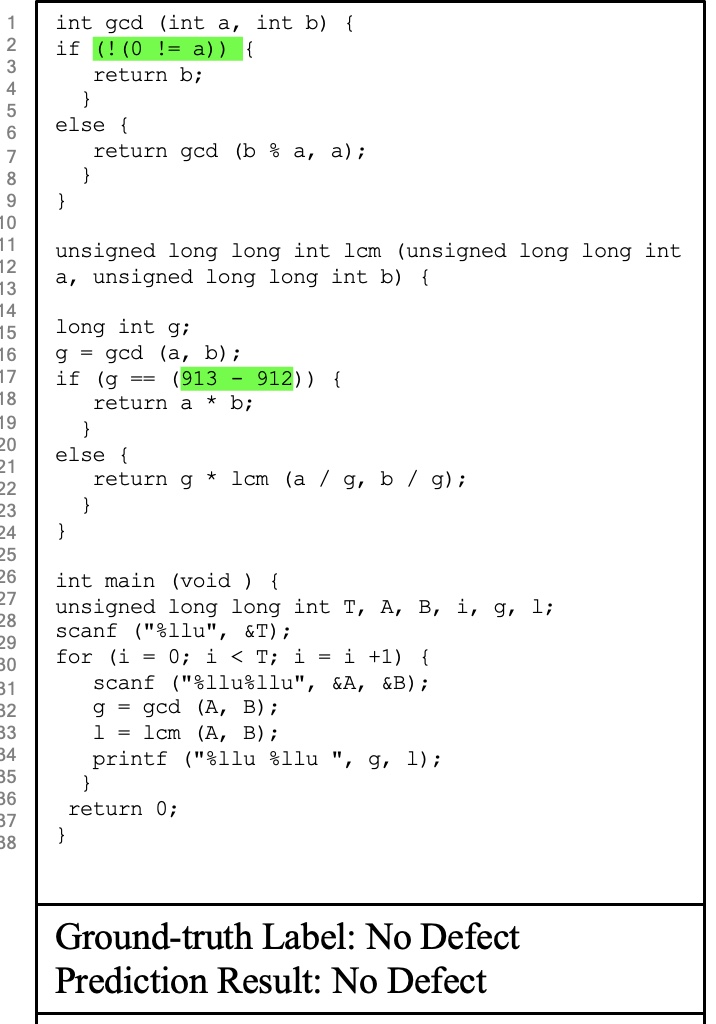 1 int gcd (int a, int b) {
2 if (!(0 != a)) {
3 return b;
4 }
5
6 else {
7 return gcd (b % a, a);
8 }
9 }
10
11 unsigned long long int lcm (unsigned long long int
12 a, unsigned long long int b) {
13
14
15 long int g;
16 g = gcd (a, b);
17 if (g == (913 - 912)) {
18 return a * b;
19 }
20 else {
21 return g * lcm (a / g, b / g);
22
23 }
24 }
25
26 int main (void ) {
27 unsigned long long int T, A, B, i, g, l;
28 scanf ("%llu", &T);
29
30 for (i = 0; i < T; i = i +1) {
31 scanf ("%llu%llu", &A, &B);
32 g = gcd (A, B);
33 l = lcm (A, B);
34 printf ("%llu %llu ", g, l);
35 }
36 return 0;
37
38 }
Ground-truth Label: No Defect
Prediction Result: No Defect